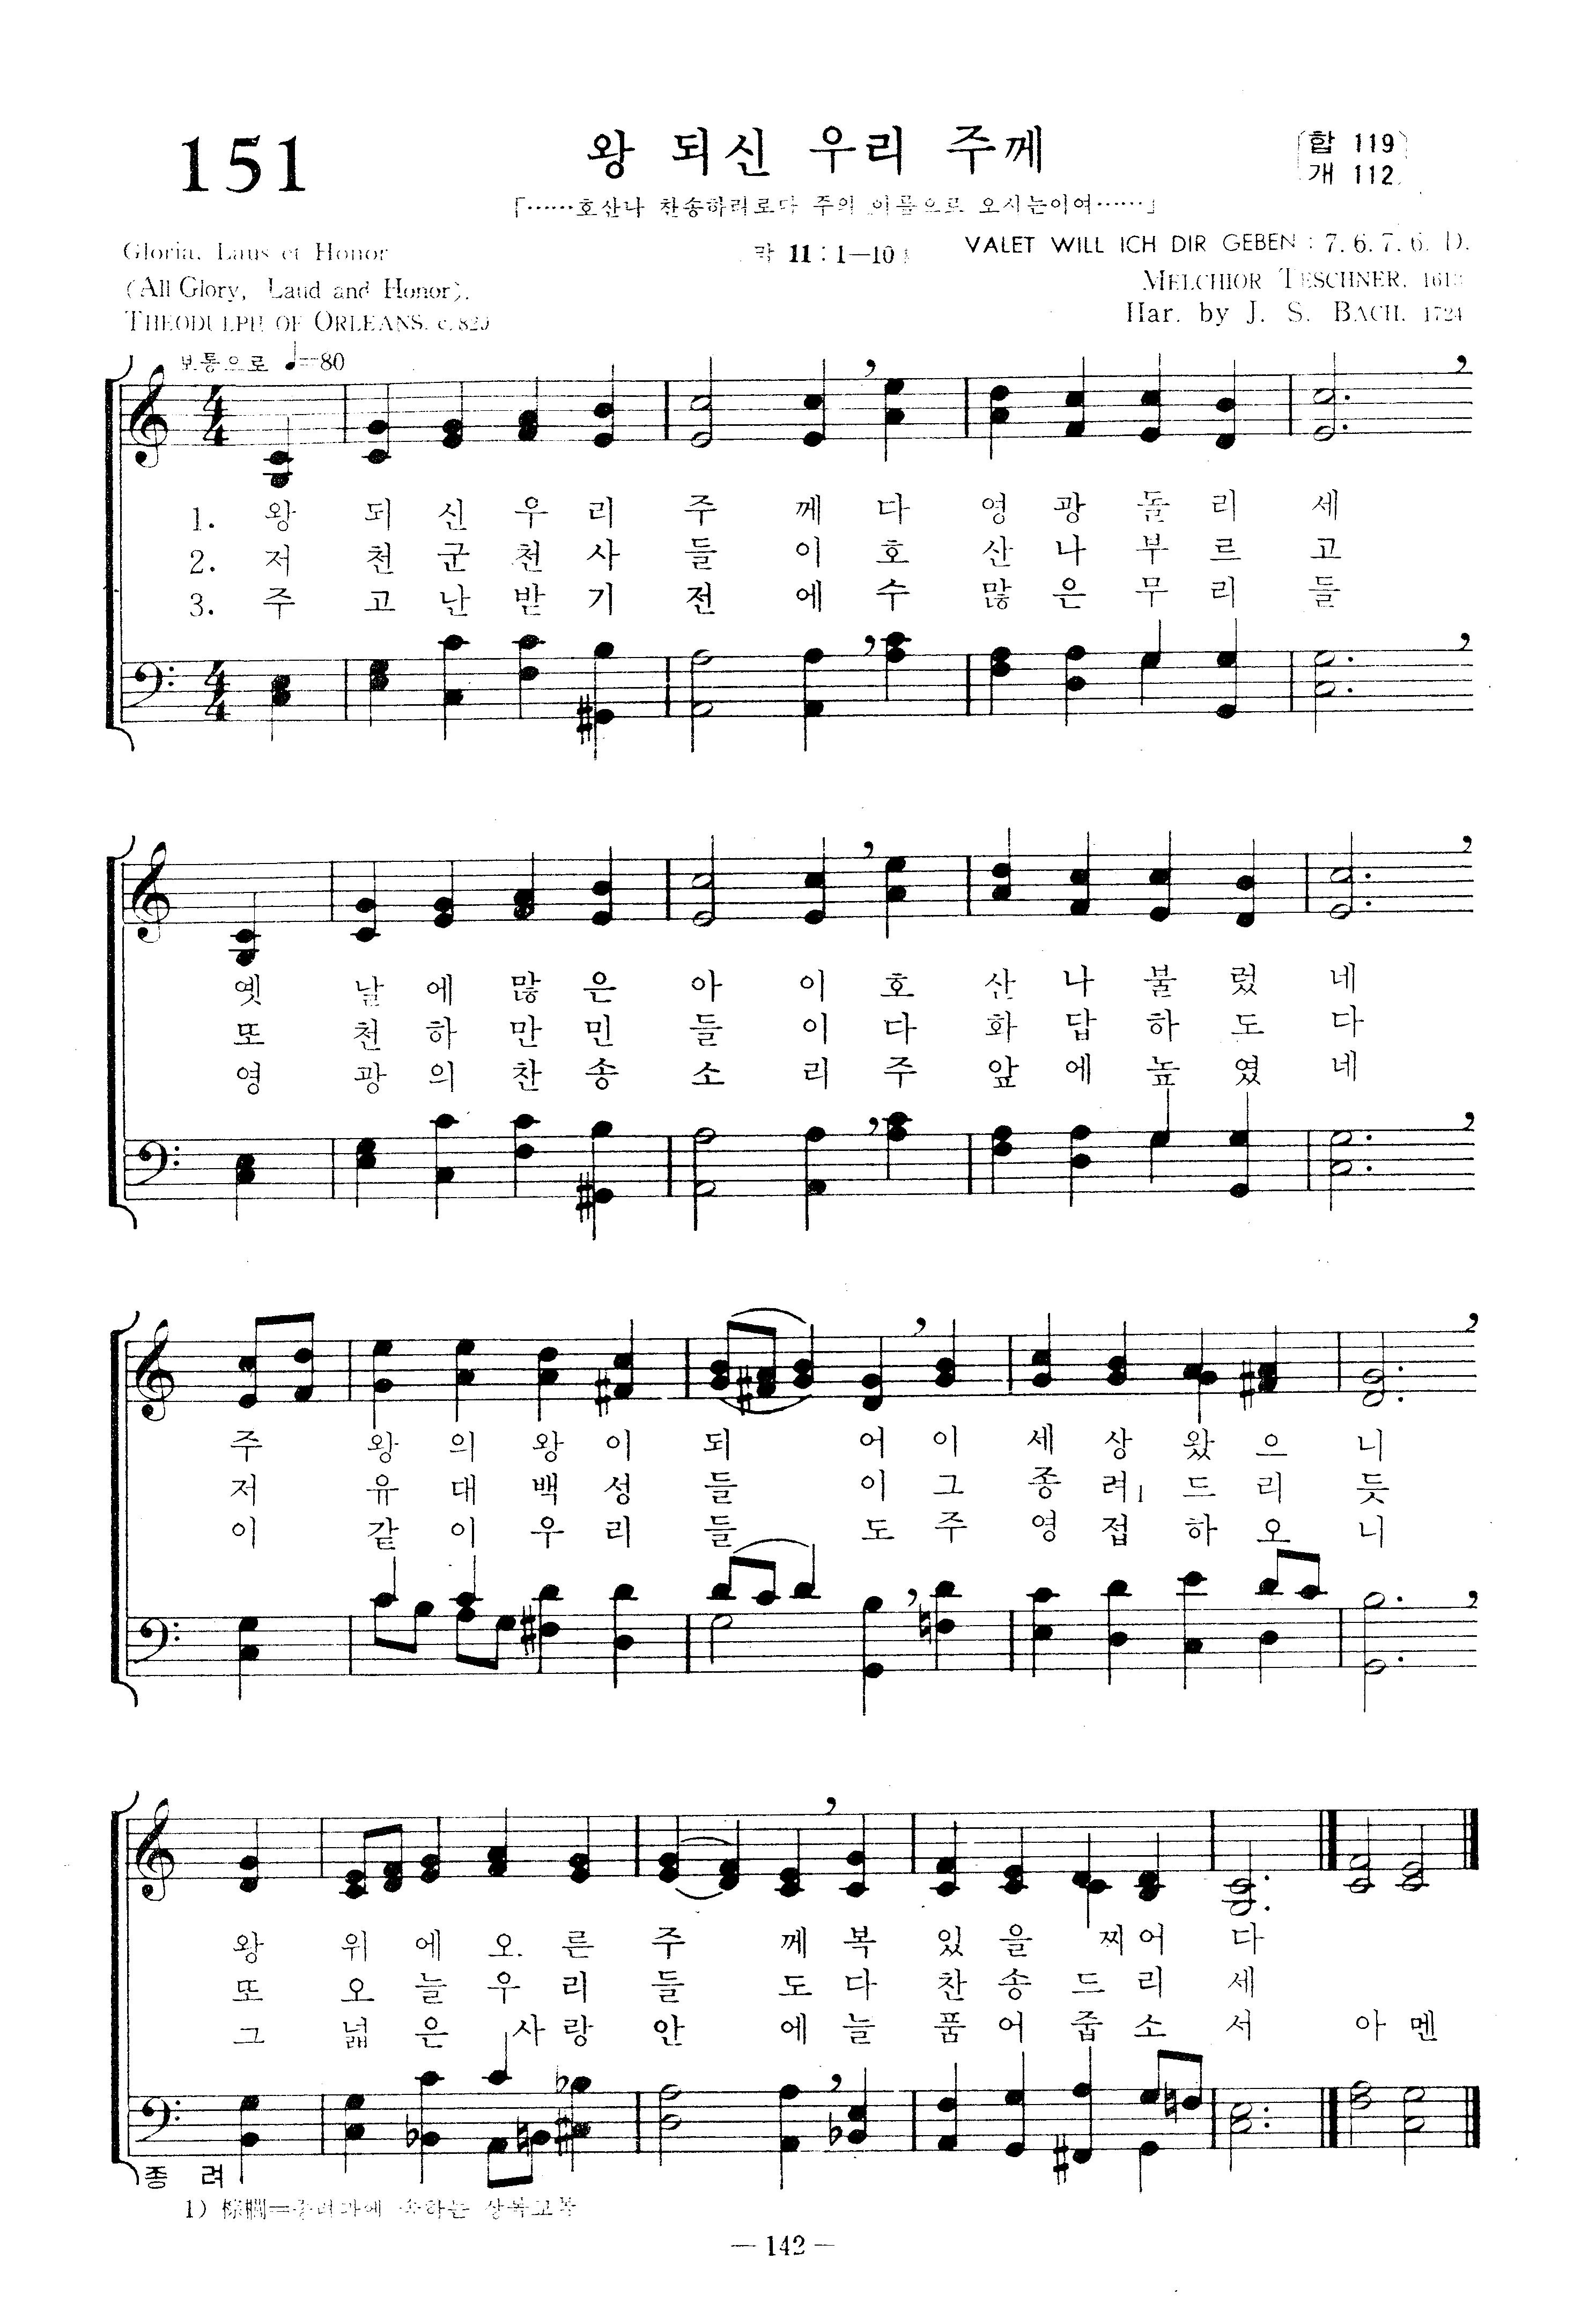 151
왕 되신 우리 주께
합 119
개 112
「……호산나 찬송하리로다 주의 이름으로 오시는이여……」
막 11 : 1—10
Gloria, Laus et Honor
(All Glory, Laud and Honor).
THEODULPH OF ORLEANS, c. 820
VALET WILL ICH DIR GEBEN : 7. 6. 7. 6. D.
MELCHIOR TESCHNER, 1613
Har. by J. S. BACH, 1724
보통으로 ♩=80
1. 왕 되 신 우 리 주 께 다 영 광 돌 리 세
2. 저 천 군 천 사 들 이 호 산 나 부 르 고
3. 주 고 난 받 기 전 에 수 많 은 무 리 들
옛 날 에 많 은 아 이 호 산 나 불 렀 네
또 천 하 만 민 들 이 다 화 답 하 도 다
영 광 의 찬 송 소 리 주 앞 에 높 였 네
주 왕 의 왕 이 되 어 이 세 상 왔 으 니
저 유 대 백 성 들 이 그 종 려1 드 리 듯
이 같 이 우 리 들 도 주 영 접 하 오 니
왕 위 에 오 른 주 께 복 있 을 찌 어 다
또 오 늘 우 리 들 도 다 찬 송 드 리 세
그 넓 은 사 랑 안 에 늘 품 어 줍 소 서 아 멘
종 려
1) 棕櫚=종려과에 속하는 상록교목
— 142 —